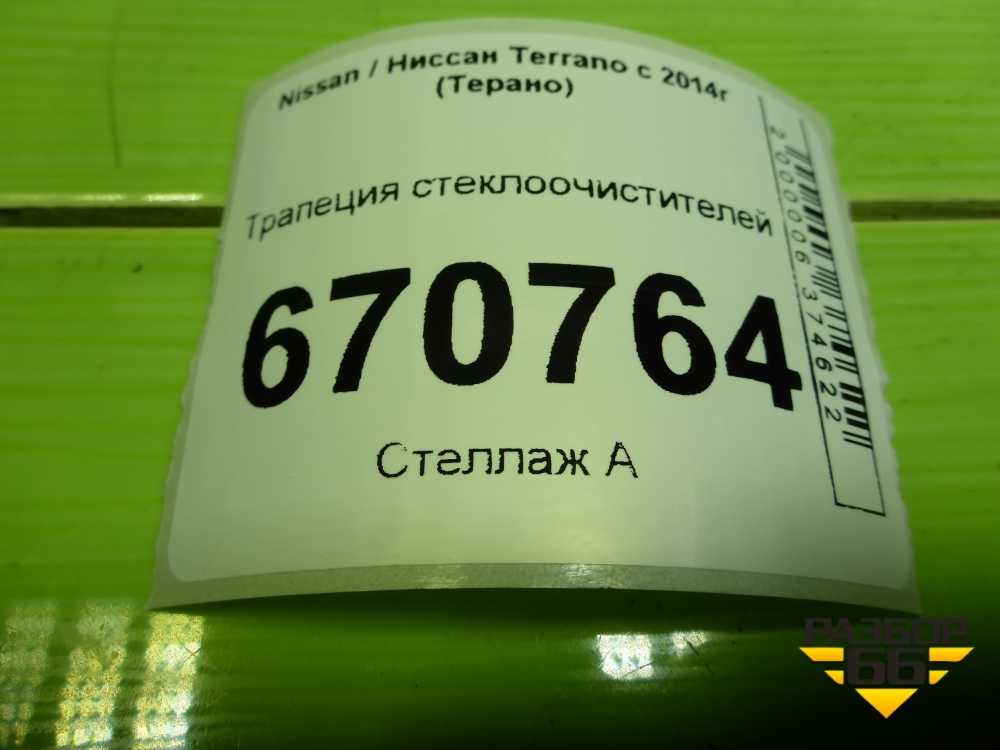 Nissan / Ниссан Terrano с 2014г
(Терано)
Трапеция стеклоочистителей
670764
Стеллаж А
2000006374622
РАЗБОР
66